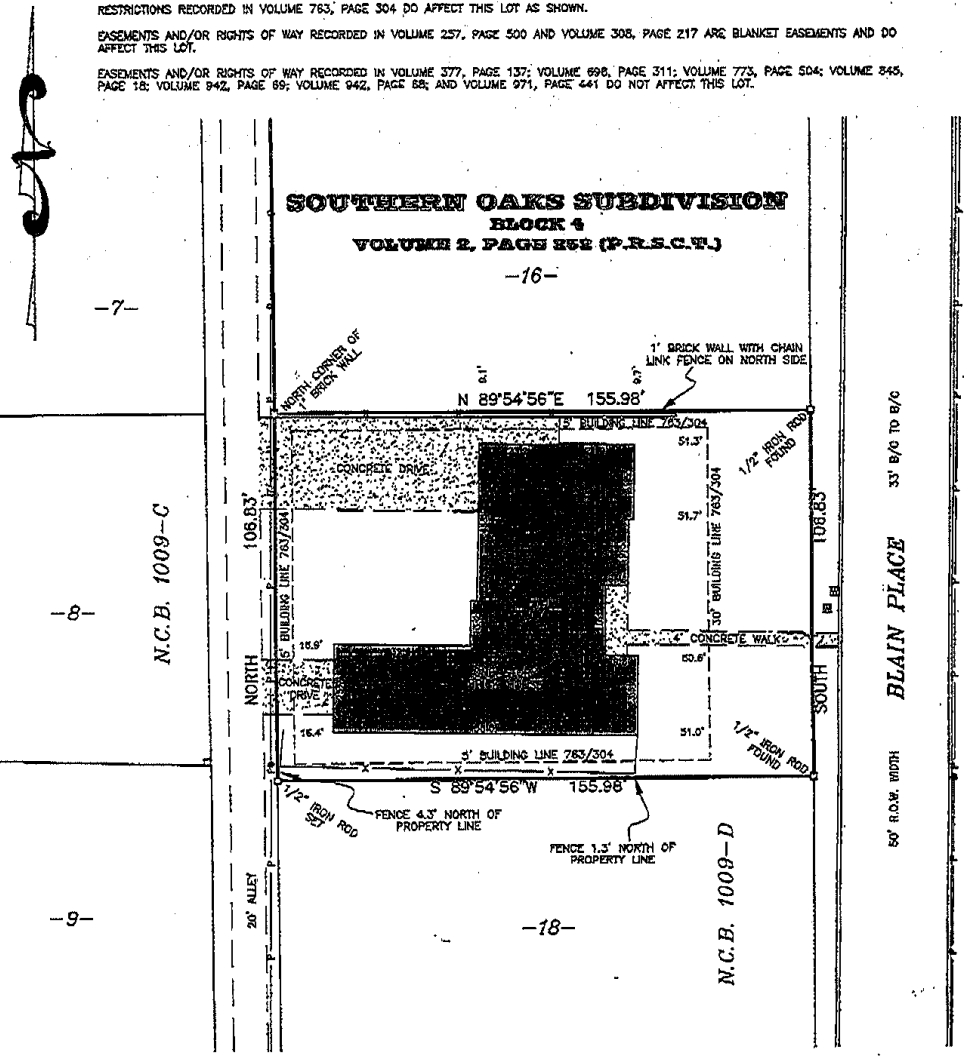 RESTRICTIONS RECORDED IN VOLUME 763, PAGE 304 DO AFFECT THIS LOT AS SHOWN.
EASEMENTS AND/OR RIGHTS OF WAY RECORDED IN VOLUME 257, PAGE 500 AND VOLUME 308, PAGE 217 ARE BLANKET EASEMENTS AND DO
AFFECT THIS LOT.
EASEMENTS AND/OR RIGHTS OF WAY RECORDED IN VOLUME 377, PAGE 137; VOLUME 698, PAGE 311; VOLUME 773, PAGE 504; VOLUME 845,
PAGE 18; VOLUME 942, PAGE 69; VOLUME 942, PAGE 68; AND VOLUME 971, PAGE 441 DO NOT AFFECT THIS LOT.
SOUTHERN OAKS SUBDIVISION
BLOCK 4
VOLUME 2, PAGE 252 (P.R.S.C.T.)
-16-
-7-
NORTH CORNER OF
1' BRICK WALL
1' BRICK WALL WITH CHAIN
LINK FENCE ON NORTH SIDE
9.7'
N 89°54'56"E 155.98'
5' BUILDING LINE 763/304
51.3'
1/2" IRON ROD
FOUND
33' B/C TO B/C
CONCRETE DRIVE
106.83'
51.7'
106.83'
N.C.B. 1009-C
5' BUILDING LINE 763/304
30' BUILDING LINE 763/304
BLAIN PLACE
-8-
4' CONCRETE WALK
16.9'
60.6'
NORTH
SOUTH
CONCRETE
DRIVE
16.4'
51.0'
1/2" IRON ROD
FOUND
5' BUILDING LINE 763/304
S 89°54'56"W 155.98'
1/2" IRON ROD
SET
FENCE 4.3' NORTH OF
PROPERTY LINE
FENCE 1.3' NORTH OF
PROPERTY LINE
50' R.O.W. WIDTH
20' ALLEY
-9-
-18-
N.C.B. 1009-D